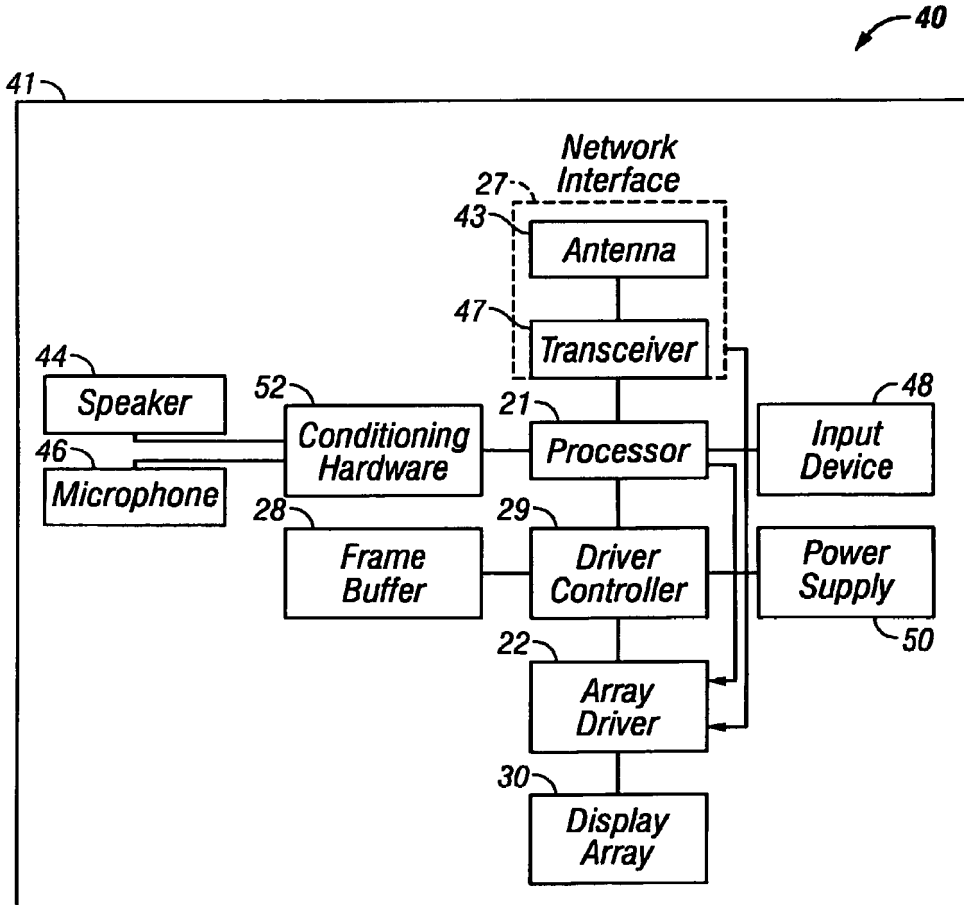 40
41
Network
Interface
27
43
Antenna
47
Transceiver
44
Speaker
52
Conditioning
Hardware
21
Processor
48
Input
Device
46
Microphone
28
Frame
Buffer
29
Driver
Controller
Power
Supply
50
22
Array
Driver
30
Display
Array